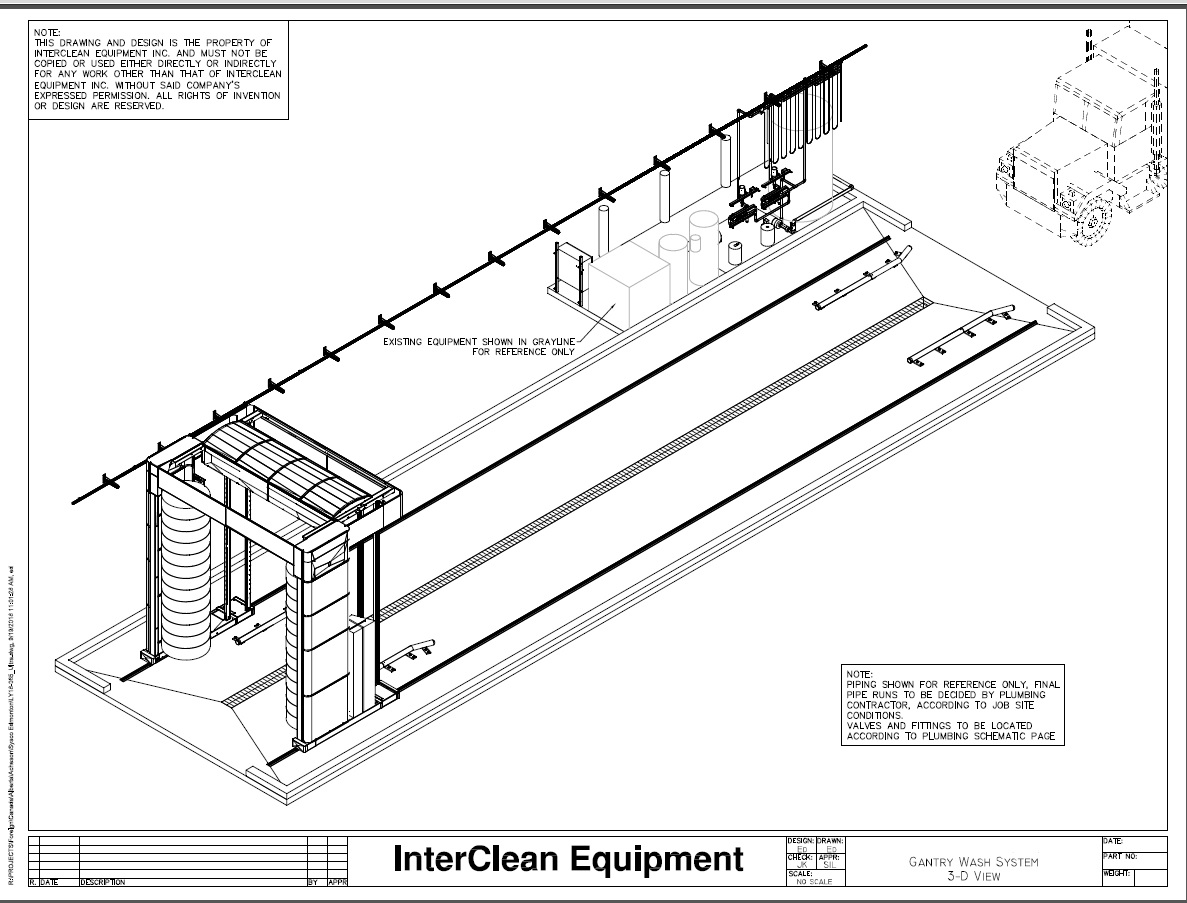 NOTE:
THIS DRAWING AND DESIGN IS THE PROPERTY OF
INTERCLEAN EQUIPMENT INC. AND MUST NOT BE
COPIED OR USED EITHER DIRECTLY OR INDIRECTLY
FOR ANY WORK OTHER THAN THAT OF INTERCLEAN
EQUIPMENT INC. WITHOUT SAID COMPANY'S
EXPRESSED PERMISSION. ALL RIGHTS OF INVENTION
OR DESIGN ARE RESERVED.
EXISTING EQUIPMENT SHOWN IN GRAYLINE
FOR REFERENCE ONLY
NOTE:
PIPING SHOWN FOR REFERENCE ONLY, FINAL
PIPE RUNS TO BE DECIDED BY PLUMBING
CONTRACTOR, ACCORDING TO JOB SITE
CONDITIONS.
VALVES AND FITTINGS TO BE LOCATED
ACCORDING TO PLUMBING SCHEMATIC PAGE
R. DATE DESCRIPTION BY APPR
InterClean Equipment
DESIGN: DRAWN:
ED ED
CHECK: APPR:
JK SIL
SCALE:
NO SCALE
GANTRY WASH SYSTEM
3-D VIEW
DATE:
PART NO:
WEIGHT: